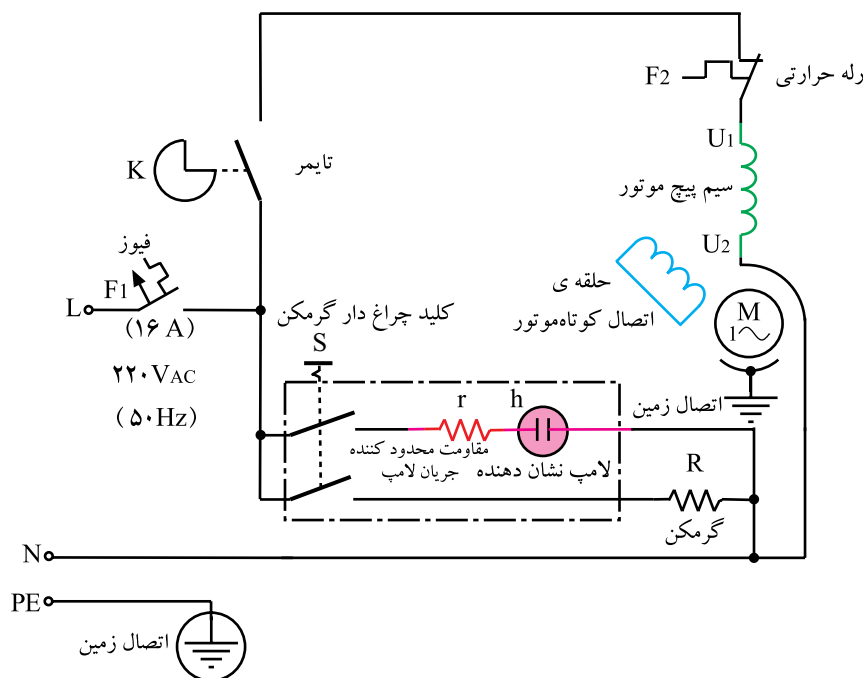 رله حرارتی
F2
U1
سیم پیچ موتور
U2
K
تایمر
فیوز
F1
L
(۱۶ A)
۲۲۰VAC
(۵۰Hz)
حلقه ی
اتصال کوتاه موتور
M
1
کلید چراغ دار گرمکن
S
اتصال زمین
r
h
مقاومت محدود کننده
جریان لامپ
لامپ نشان دهنده
R
گرمکن
N
PE
اتصال زمین